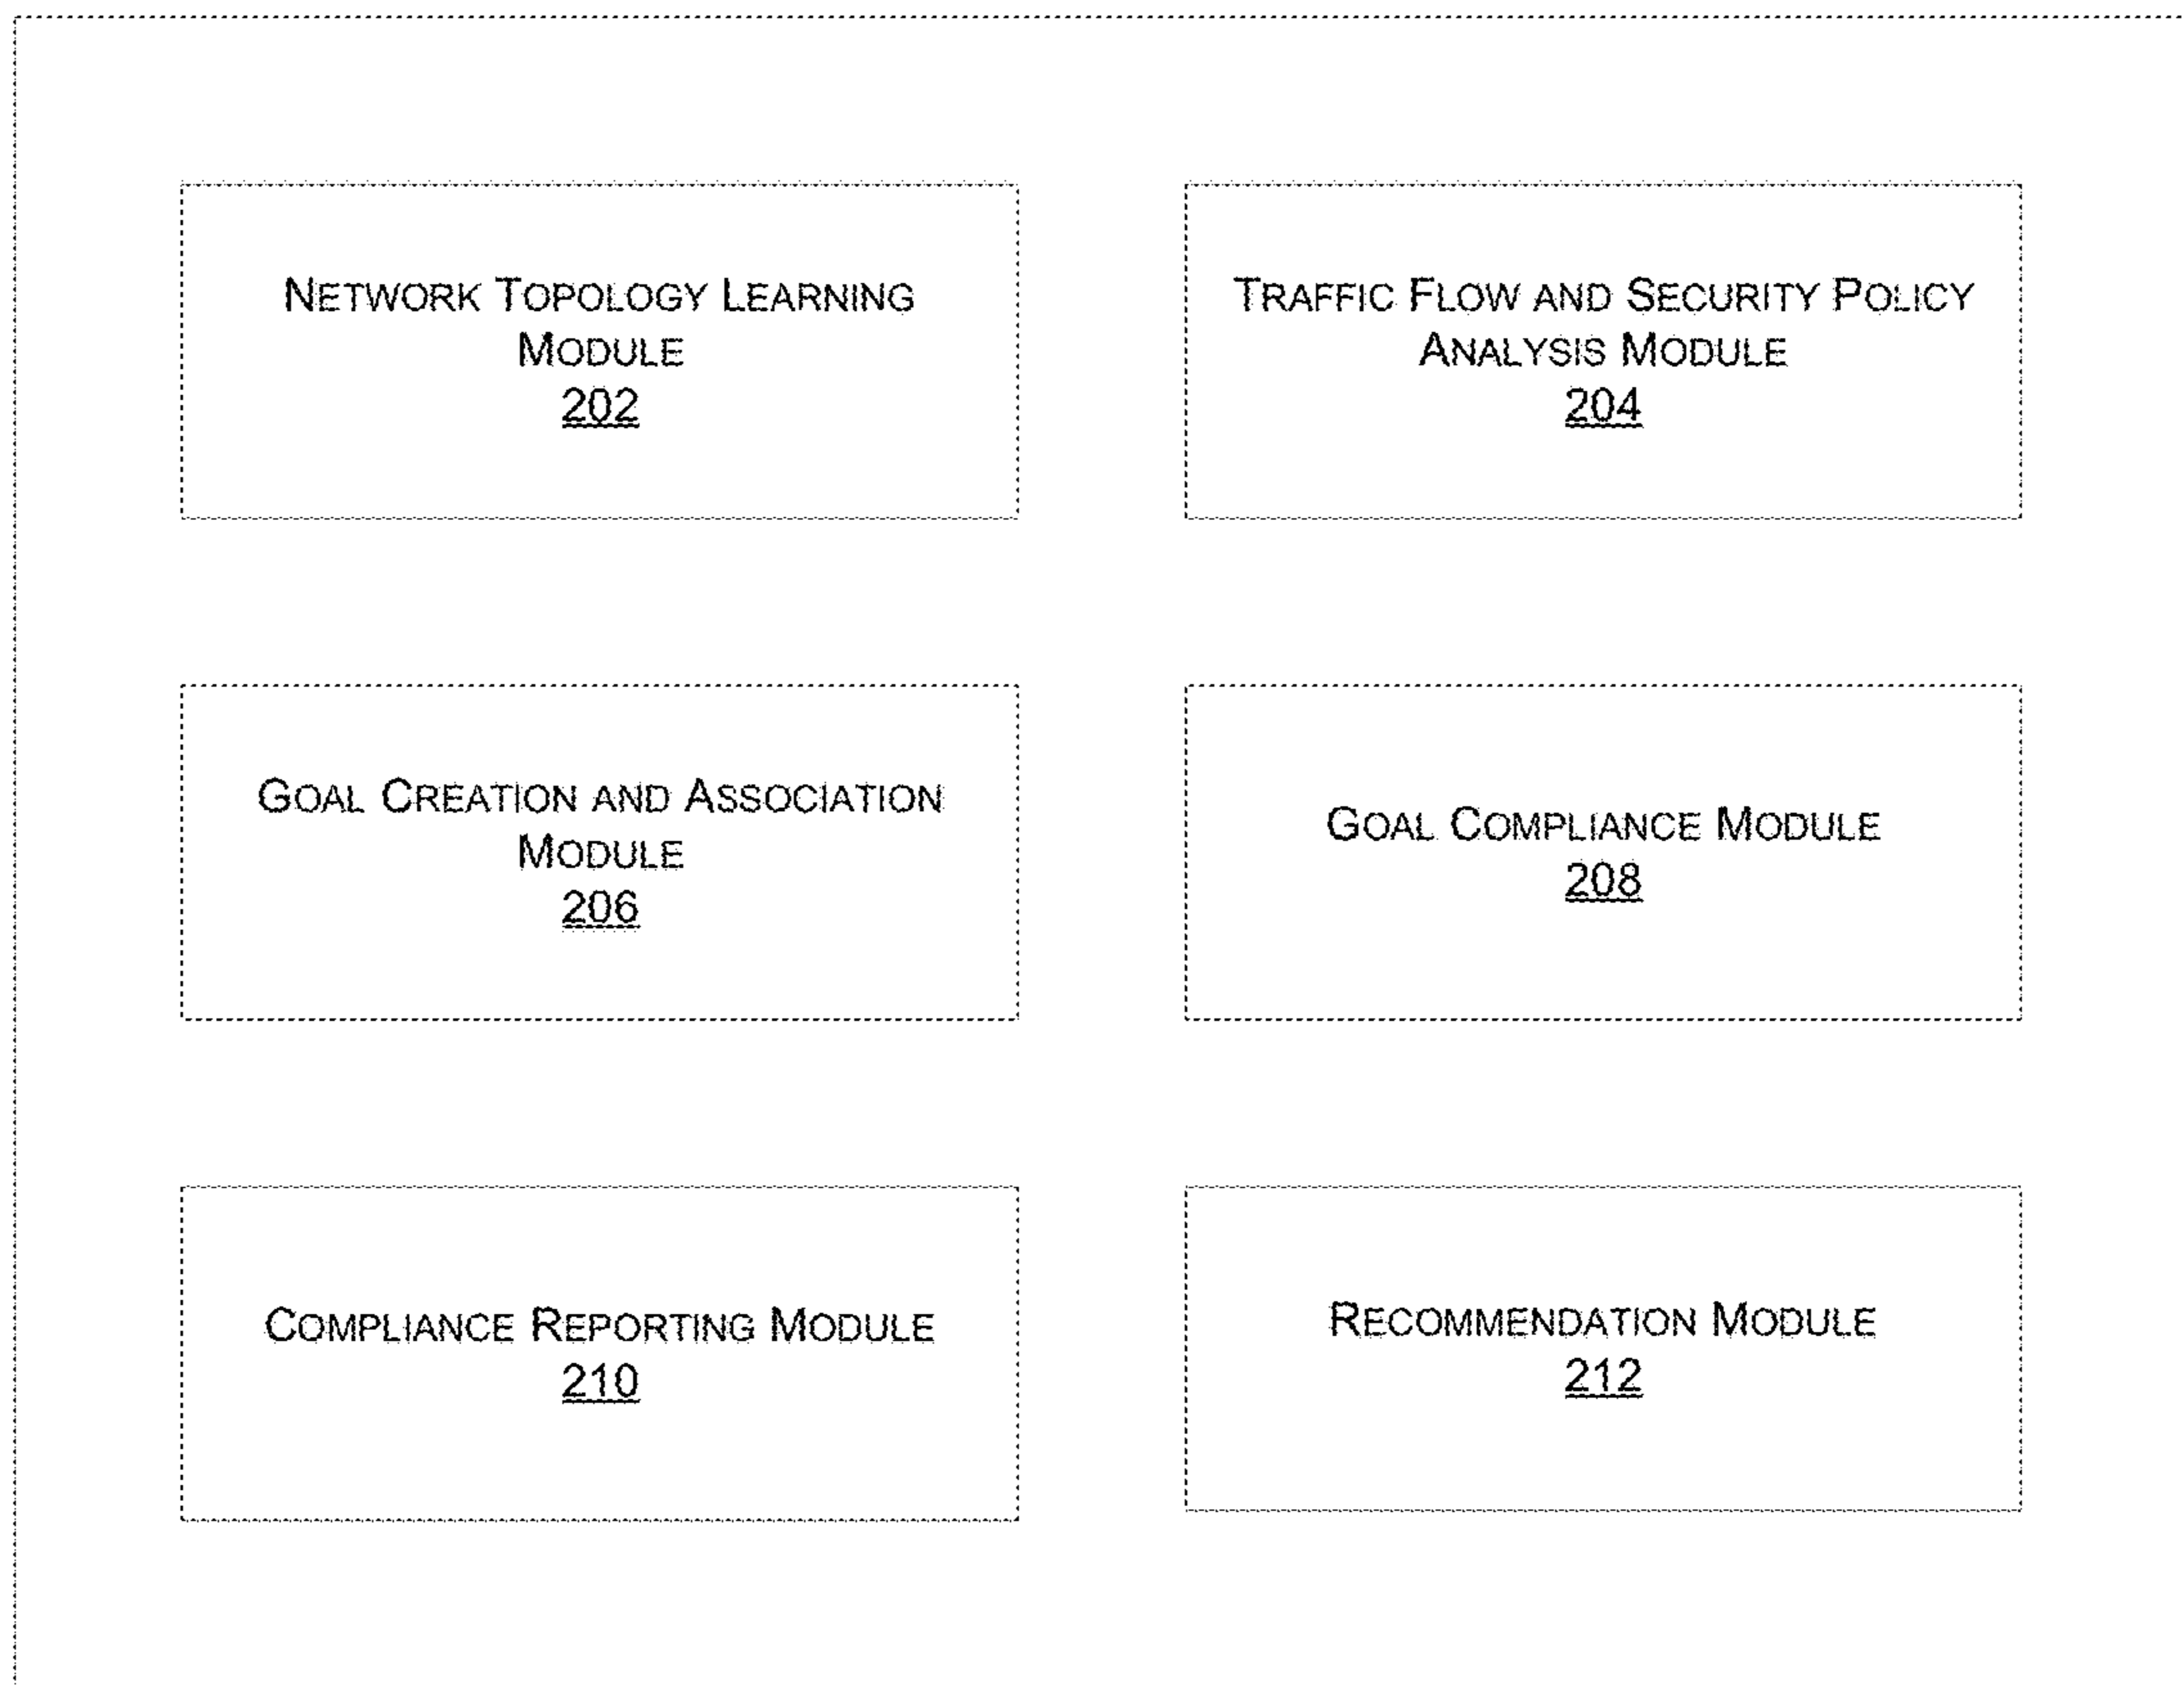 NETWORK TOPOLOGY LEARNING
MODULE
202
TRAFFIC FLOW AND SECURITY POLICY
ANALYSIS MODULE
204
GOAL CREATION AND ASSOCIATION
MODULE
206
GOAL COMPLIANCE MODULE
208
COMPLIANCE REPORTING MODULE
210
RECOMMENDATION MODULE
212